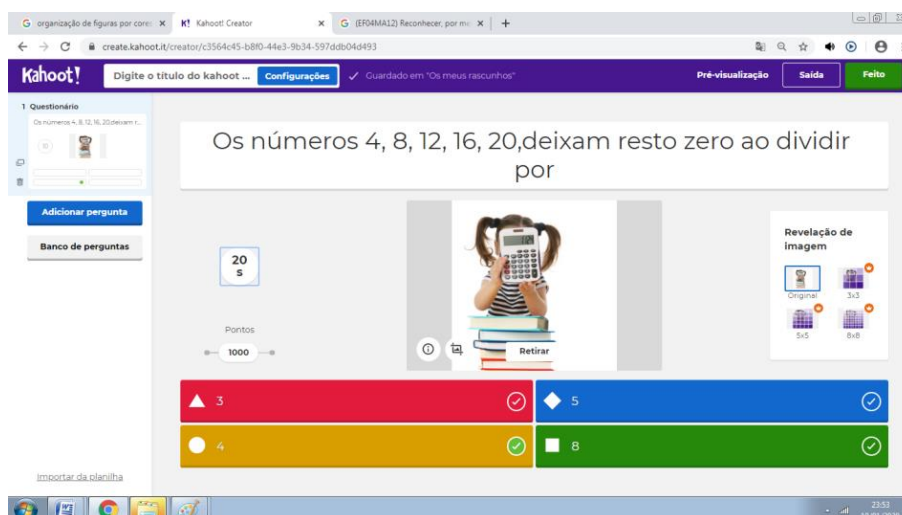 organização de figuras por cores
Kahoot! Creator
(EF04MA12) Reconhecer, por me
create.kahoot.it/creator/c3564c45-b8f0-44e3-9b34-597ddb04d493
Kahoot!
Digite o título do kahoot ...
Configurações
Guardado em "Os meus rascunhos"
Pré-visualização
Saída
Feito
1 Questionário
Os números 4, 8, 12, 16, 20,deixam r...
Adicionar pergunta
Banco de perguntas
Importar da planilha
Os números 4, 8, 12, 16, 20,deixam resto zero ao dividir
por
20
s
Pontos
1000
Retirar
Revelação de
imagem
Original
3x3
5x5
8x8
3
5
4
8
23:53